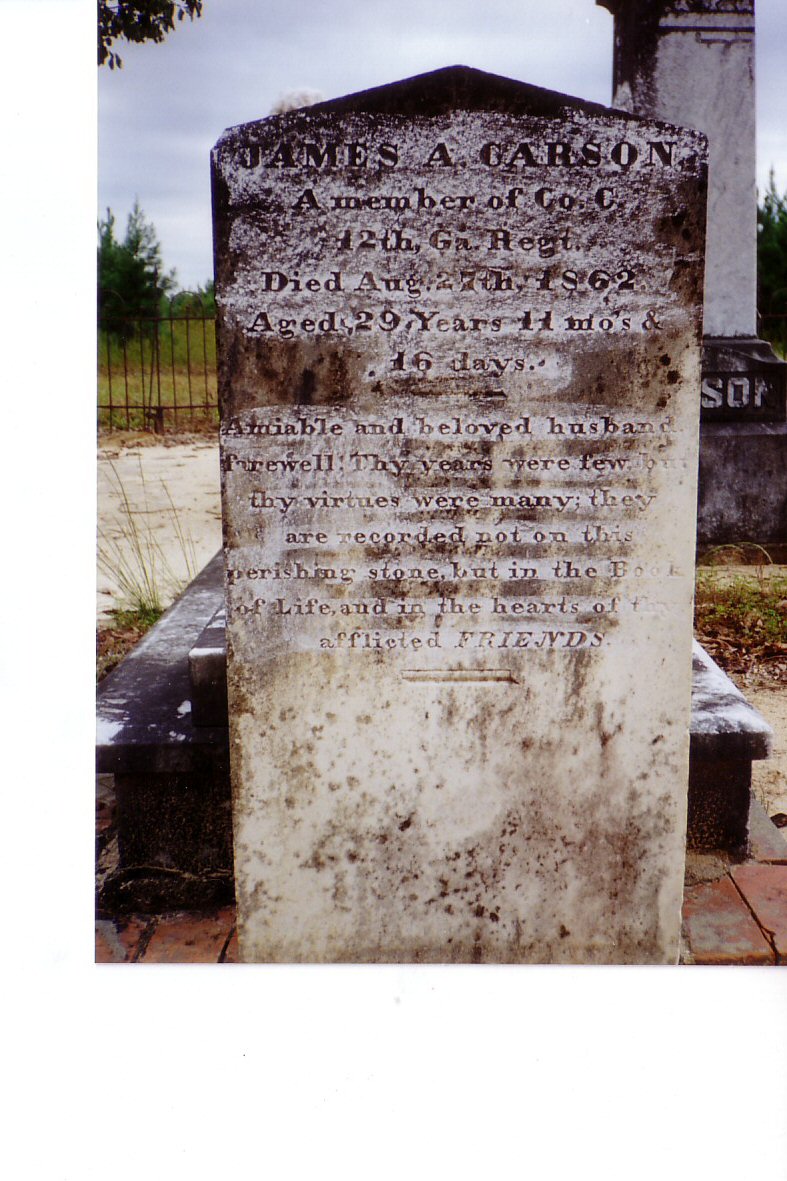 JAMES A. CARSON.
A member of Co. C.
12th, Ga. Regt.
Died Aug. 27th, 1862.
Aged, 29, Years 11 mo's &
16 days.
Amiable and beloved husband
farewell! Thy years were few, but
thy virtues were many; they
are recorded not on this
perishing stone, but in the Book
of Life, and in the hearts of thy
afflicted FRIENDS.
SON